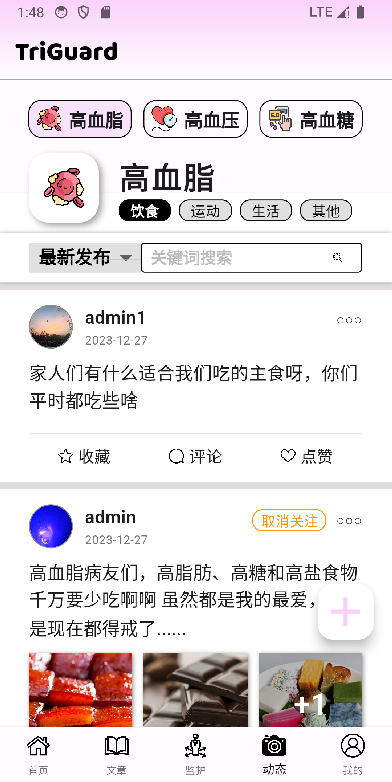 1:48 LTE
TriGuard
高血脂 高血压 高血糖
高血脂
饮食 运动 生活 其他
最新发布 关键词搜索
admin1
2023-12-27
家人们有什么适合我们吃的主食呀，你们
平时都吃些啥
收藏 评论 点赞
admin 取消关注
2023-12-27
高血脂病友们，高脂肪、高糖和高盐食物
千万要少吃啊啊 虽然都是我的最爱，
是现在都得戒了......
+1
首页 文章 监护 动态 我的